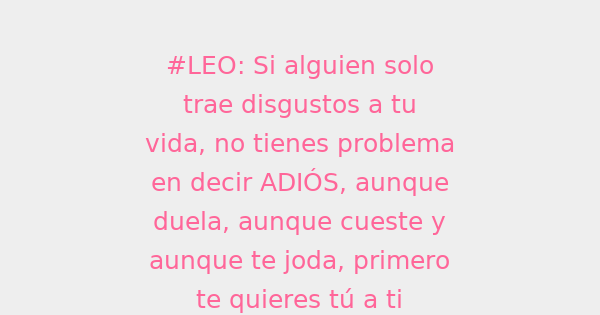 #LEO: Si alguien solo
trae disgustos a tu
vida, no tienes problema
en decir ADIÓS, aunque
duela, aunque cueste y
aunque te joda, primero
te quieres tú a ti